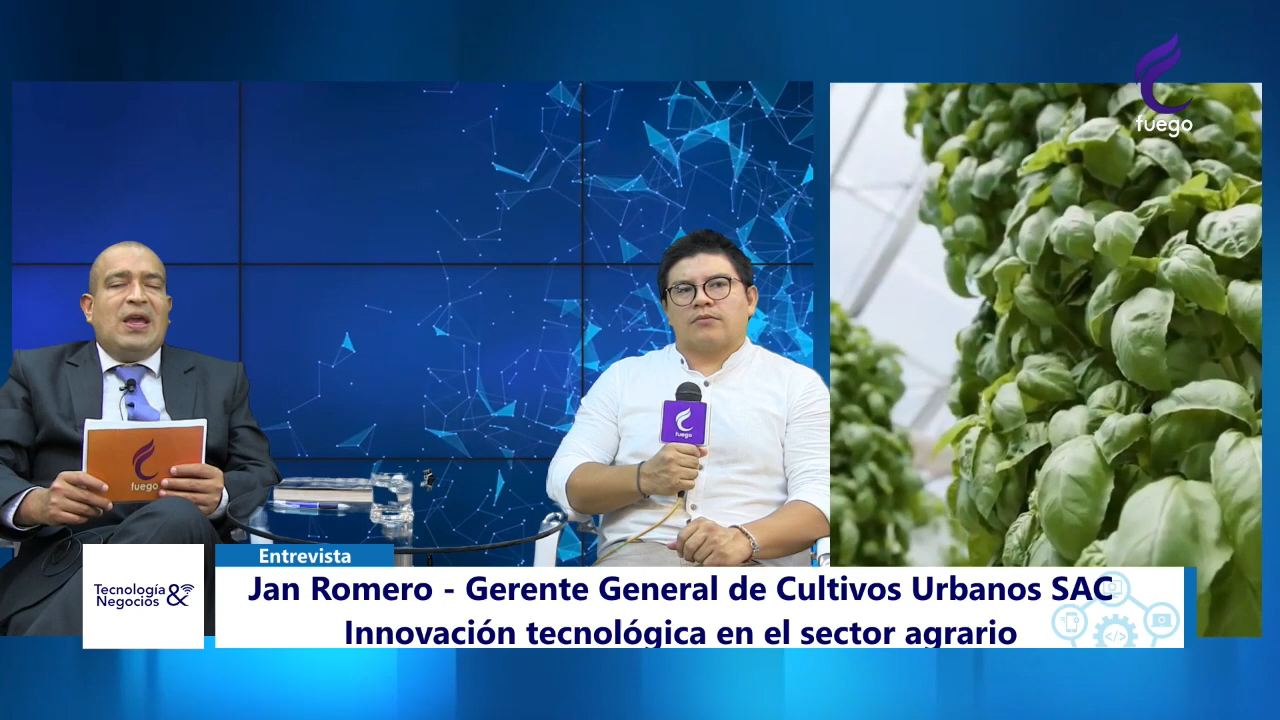 fuego
fuego
fuego
Entrevista
Tecnología
Negocios &
Jan Romero - Gerente General de Cultivos Urbanos SAC
Innovación tecnológica en el sector agrario
</>